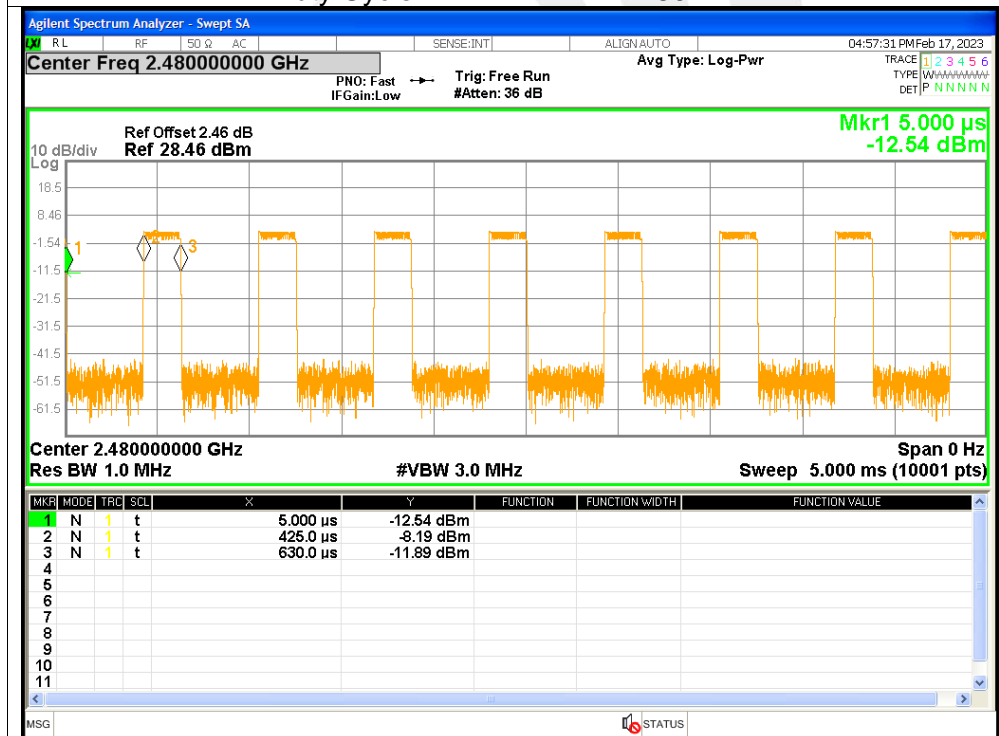 Agilent Spectrum Analyzer - Swept SA
LXI RL RF 50 Ω AC SENSE:INT ALIGN AUTO 04:57:31 PM Feb 17, 2023
Center Freq 2.480000000 GHz Avg Type: Log-Pwr TRACE 1 2 3 4 5 6
PNO: Fast Trig: Free Run TYPE W
IFGain:Low #Atten: 36 dB DET P N N N N N
Mkr1 5.000 µs
Ref Offset 2.46 dB
10 dB/div Ref 28.46 dBm -12.54 dBm
Log
18.5
8.46
-1.54
1 2 3
-11.5
-21.5
-31.5
-41.5
-51.5
-61.5
Center 2.480000000 GHz Span 0 Hz
Res BW 1.0 MHz #VBW 3.0 MHz Sweep 5.000 ms (10001 pts)
MKR MODE TRC SCL X Y FUNCTION FUNCTION WIDTH FUNCTION VALUE
1 N 1 t 5.000 µs -12.54 dBm
2 N 1 t 425.0 µs -8.19 dBm
3 N 1 t 630.0 µs -11.89 dBm
4
5
6
7
8
9
10
11
MSG STATUS